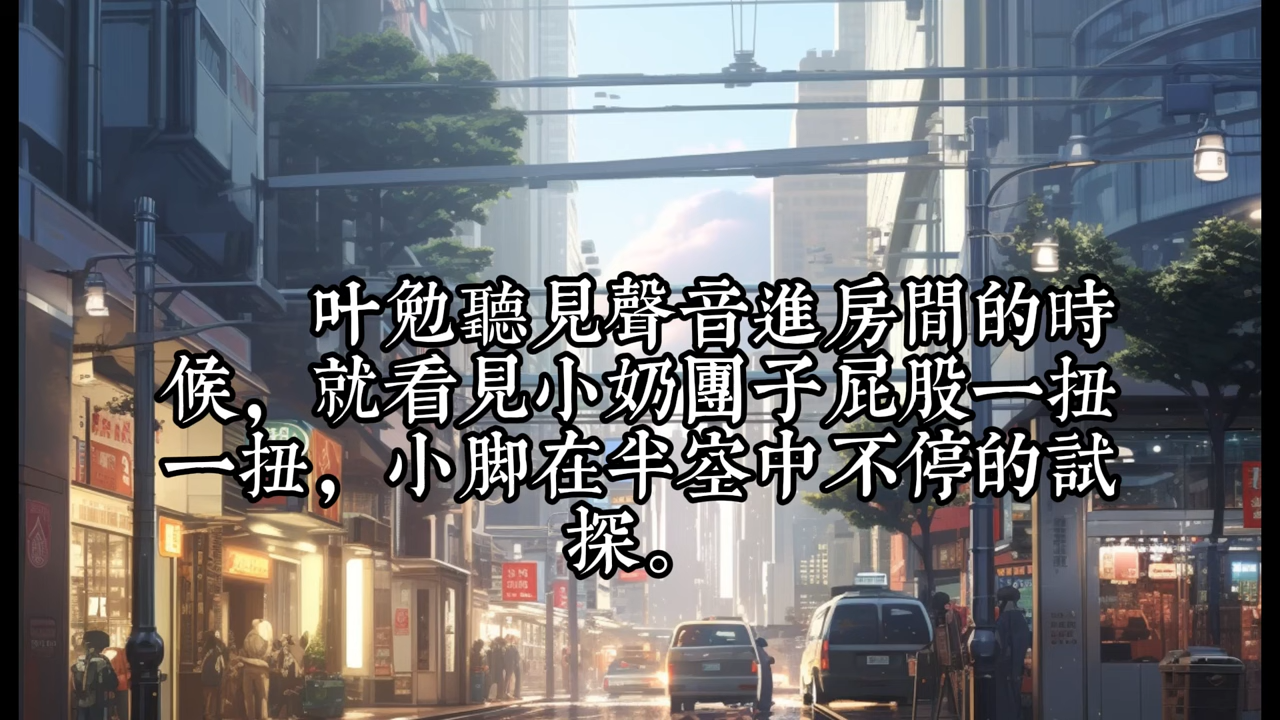 叶勉聽見聲音進房間的時
候，就看見小奶團子屁股一扭
一扭，小脚在半空中不停的試
探。